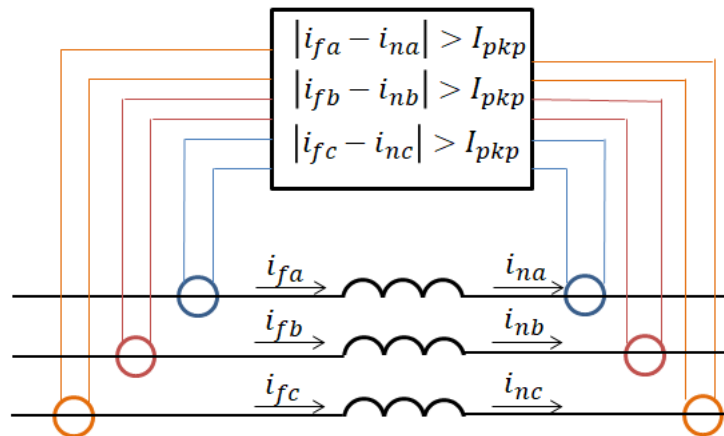 |i_fa − i_na| > I_pkp
|i_fb − i_nb| > I_pkp
|i_fc − i_nc| > I_pkp
i_fa i_na
i_fb i_nb
i_fc i_nc